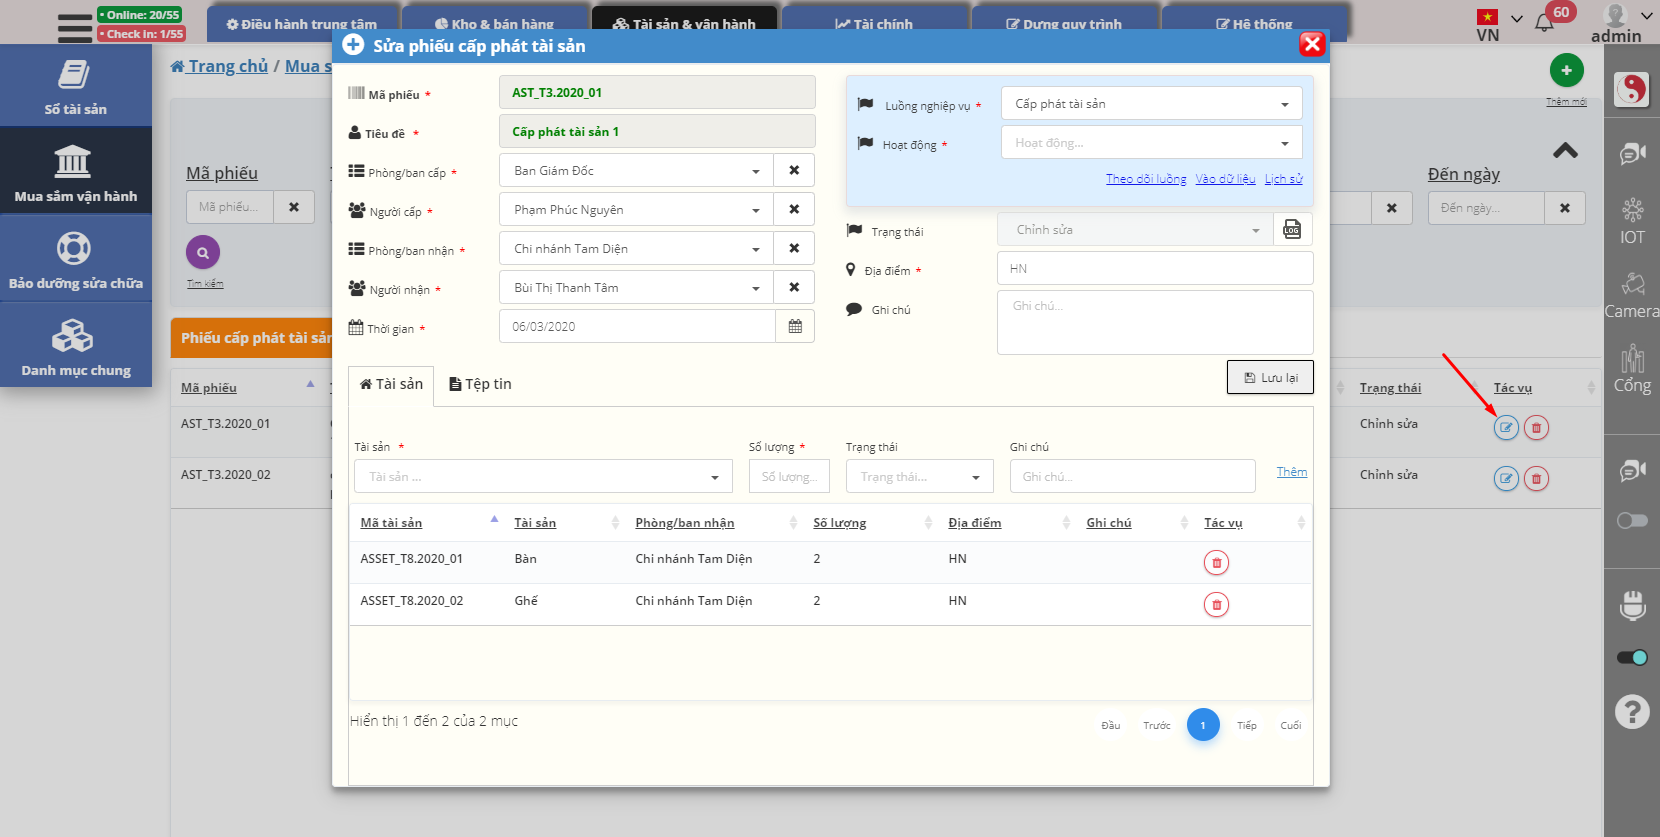 Online: 20/55
Check in: 1/55
Điều hành trung tâm
Kho & bán hàng
Tài sản & vận hành
Tài chính
Dựng quy trình
Hệ thống
VN
60
admin
Sổ tài sản
Mua sắm vận hành
Bảo dưỡng sửa chữa
Danh mục chung
Trang chủ / Mua s
Thêm mới
Mã phiếu
Mã phiếu...
Tìm kiếm
Đến ngày
Đến ngày...
Phiếu cấp phát tài sản
Mã phiếu
AST_T3.2020_01
AST_T3.2020_02
Trạng thái
Tác vụ
Chỉnh sửa
Chỉnh sửa
IOT
Camera
Cổng
Sửa phiếu cấp phát tài sản
Mã phiếu *
AST_T3.2020_01
Tiêu đề *
Cấp phát tài sản 1
Phòng/ban cấp *
Ban Giám Đốc
Người cấp *
Phạm Phúc Nguyên
Phòng/ban nhận *
Chi nhánh Tam Diện
Người nhận *
Bùi Thị Thanh Tâm
Thời gian *
06/03/2020
Luồng nghiệp vụ *
Cấp phát tài sản
Hoạt động *
Hoạt động...
Theo dõi luồng
Vào dữ liệu
Lịch sử
Trạng thái
Chỉnh sửa
LOG
Địa điểm *
HN
Ghi chú
Ghi chú...
Tài sản
Tệp tin
Lưu lại
Tài sản *
Số lượng *
Trạng thái
Ghi chú
Tài sản ...
Số lượng...
Trạng thái...
Ghi chú...
Thêm
Mã tài sản
Tài sản
Phòng/ban nhận
Số lượng
Địa điểm
Ghi chú
Tác vụ
ASSET_T8.2020_01
Bàn
Chi nhánh Tam Diện
2
HN
ASSET_T8.2020_02
Ghế
Chi nhánh Tam Diện
2
HN
Hiển thị 1 đến 2 của 2 mục
Đầu
Trước
1
Tiếp
Cuối